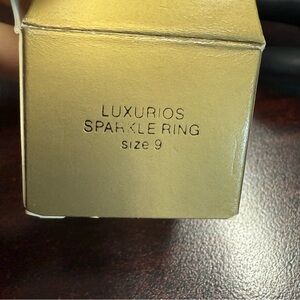 LUXURIOS
SPARKLE RING
size 9